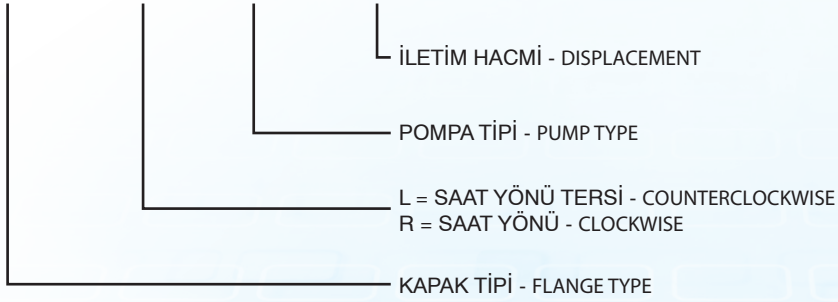 İLETİM HACMİ - DISPLACEMENT
POMPA TİPİ - PUMP TYPE
L = SAAT YÖNÜ TERSİ - COUNTERCLOCKWISE
R = SAAT YÖNÜ - CLOCKWISE
KAPAK TİPİ - FLANGE TYPE